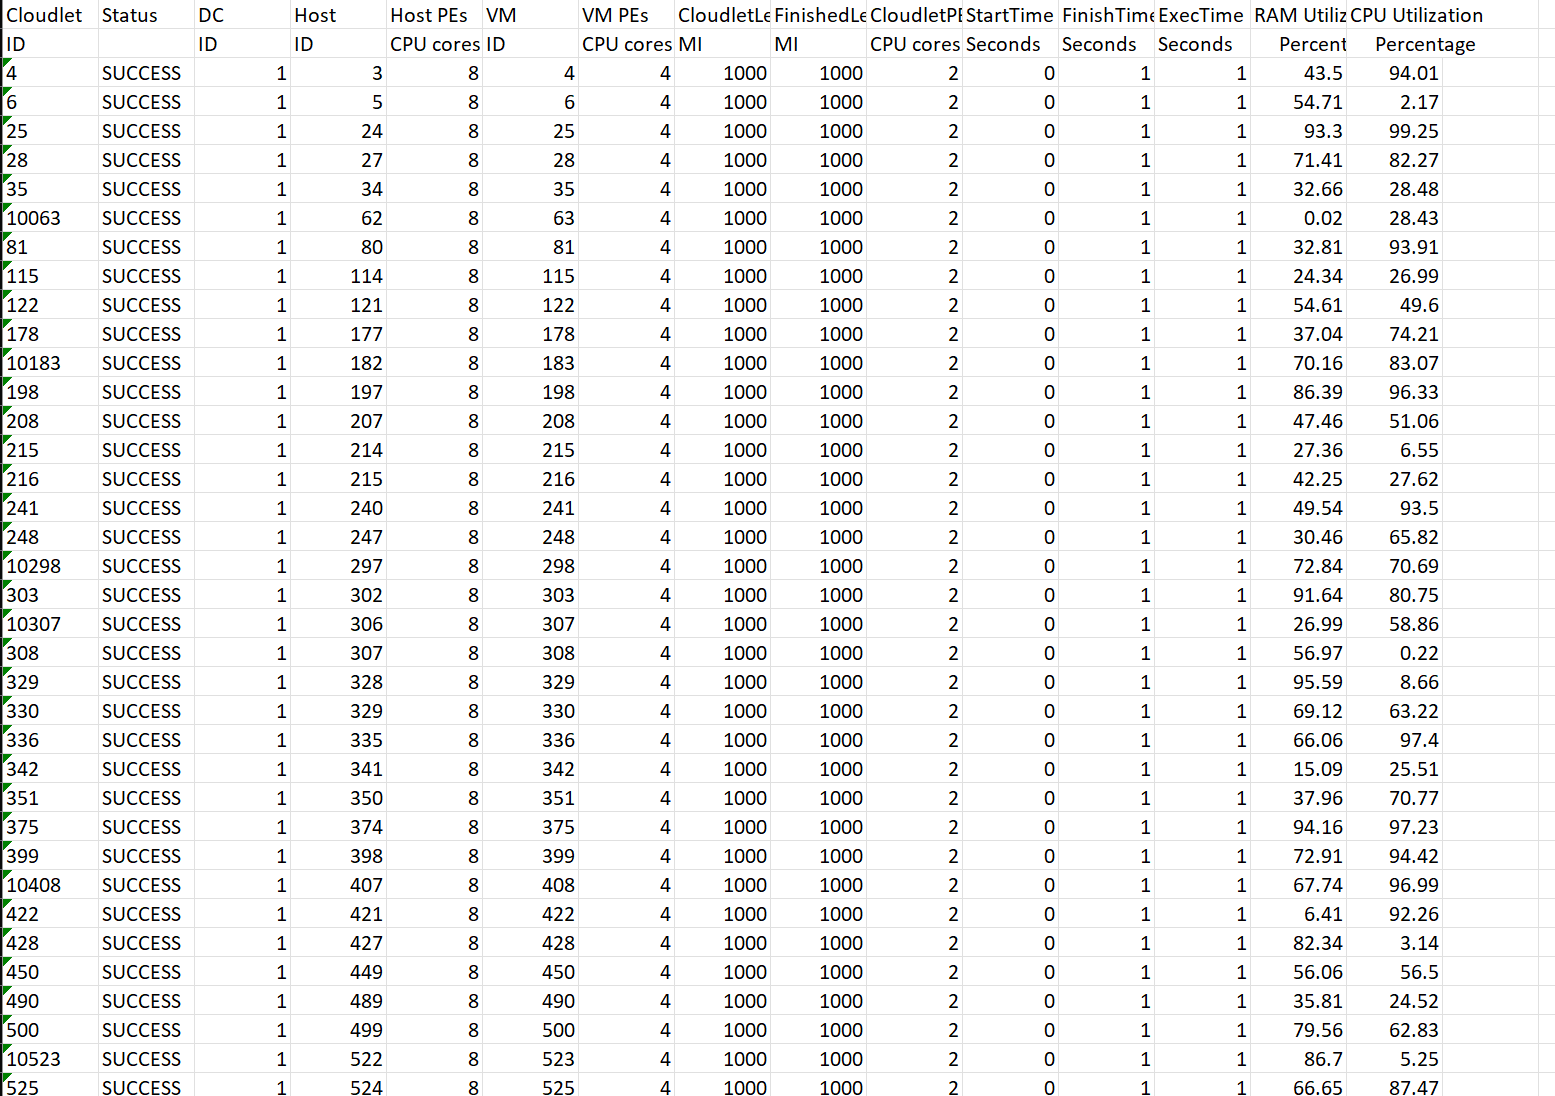 Cloudlet Status DC Host Host PEs VM VM PEs CloudletLe FinishedLe CloudletPE StartTime FinishTime ExecTime RAM Utiliz CPU Utilization
ID ID ID CPU cores ID CPU cores MI MI CPU cores Seconds Seconds Seconds Percent Percentage
4 SUCCESS 1 3 8 4 4 1000 1000 2 0 1 1 43.5 94.01
6 SUCCESS 1 5 8 6 4 1000 1000 2 0 1 1 54.71 2.17
25 SUCCESS 1 24 8 25 4 1000 1000 2 0 1 1 93.3 99.25
28 SUCCESS 1 27 8 28 4 1000 1000 2 0 1 1 71.41 82.27
35 SUCCESS 1 34 8 35 4 1000 1000 2 0 1 1 32.66 28.48
10063 SUCCESS 1 62 8 63 4 1000 1000 2 0 1 1 0.02 28.43
81 SUCCESS 1 80 8 81 4 1000 1000 2 0 1 1 32.81 93.91
115 SUCCESS 1 114 8 115 4 1000 1000 2 0 1 1 24.34 26.99
122 SUCCESS 1 121 8 122 4 1000 1000 2 0 1 1 54.61 49.6
178 SUCCESS 1 177 8 178 4 1000 1000 2 0 1 1 37.04 74.21
10183 SUCCESS 1 182 8 183 4 1000 1000 2 0 1 1 70.16 83.07
198 SUCCESS 1 197 8 198 4 1000 1000 2 0 1 1 86.39 96.33
208 SUCCESS 1 207 8 208 4 1000 1000 2 0 1 1 47.46 51.06
215 SUCCESS 1 214 8 215 4 1000 1000 2 0 1 1 27.36 6.55
216 SUCCESS 1 215 8 216 4 1000 1000 2 0 1 1 42.25 27.62
241 SUCCESS 1 240 8 241 4 1000 1000 2 0 1 1 49.54 93.5
248 SUCCESS 1 247 8 248 4 1000 1000 2 0 1 1 30.46 65.82
10298 SUCCESS 1 297 8 298 4 1000 1000 2 0 1 1 72.84 70.69
303 SUCCESS 1 302 8 303 4 1000 1000 2 0 1 1 91.64 80.75
10307 SUCCESS 1 306 8 307 4 1000 1000 2 0 1 1 26.99 58.86
308 SUCCESS 1 307 8 308 4 1000 1000 2 0 1 1 56.97 0.22
329 SUCCESS 1 328 8 329 4 1000 1000 2 0 1 1 95.59 8.66
330 SUCCESS 1 329 8 330 4 1000 1000 2 0 1 1 69.12 63.22
336 SUCCESS 1 335 8 336 4 1000 1000 2 0 1 1 66.06 97.4
342 SUCCESS 1 341 8 342 4 1000 1000 2 0 1 1 15.09 25.51
351 SUCCESS 1 350 8 351 4 1000 1000 2 0 1 1 37.96 70.77
375 SUCCESS 1 374 8 375 4 1000 1000 2 0 1 1 94.16 97.23
399 SUCCESS 1 398 8 399 4 1000 1000 2 0 1 1 72.91 94.42
10408 SUCCESS 1 407 8 408 4 1000 1000 2 0 1 1 67.74 96.99
422 SUCCESS 1 421 8 422 4 1000 1000 2 0 1 1 6.41 92.26
428 SUCCESS 1 427 8 428 4 1000 1000 2 0 1 1 82.34 3.14
450 SUCCESS 1 449 8 450 4 1000 1000 2 0 1 1 56.06 56.5
490 SUCCESS 1 489 8 490 4 1000 1000 2 0 1 1 35.81 24.52
500 SUCCESS 1 499 8 500 4 1000 1000 2 0 1 1 79.56 62.83
10523 SUCCESS 1 522 8 523 4 1000 1000 2 0 1 1 86.7 5.25
525 SUCCESS 1 524 8 525 4 1000 1000 2 0 1 1 66.65 87.47